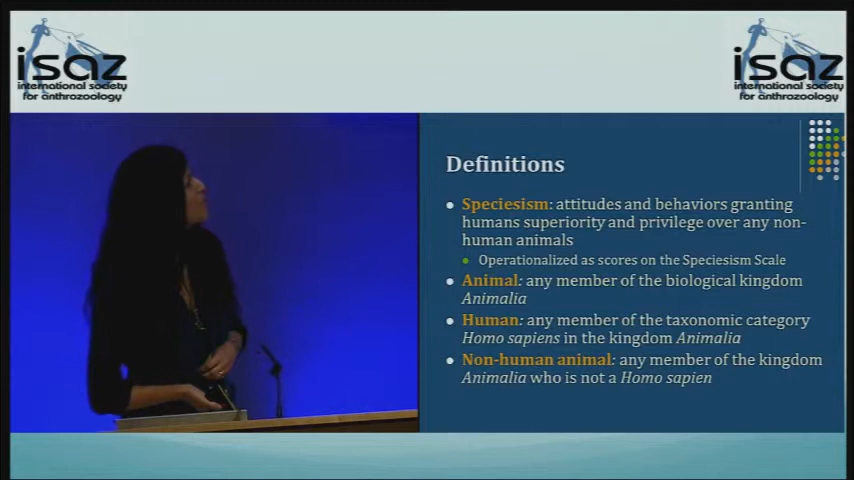 isaz
international society
for anthrozoology
isaz
international society
for anthrozoology
Definitions
Speciesism: attitudes and behaviors granting
humans superiority and privilege over any non-
human animals
Operationalized as scores on the Speciesism Scale
Animal: any member of the biological kingdom
Animalia
Human: any member of the taxonomic category
Homo sapiens in the kingdom Animalia
Non-human animal: any member of the kingdom
Animalia who is not a Homo sapien